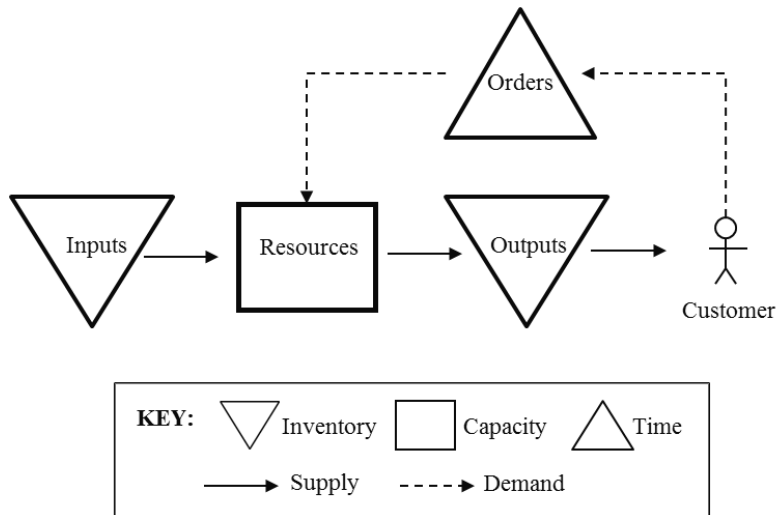 Orders
Inputs
Resources
Outputs
Customer
KEY: Inventory Capacity Time
Supply Demand